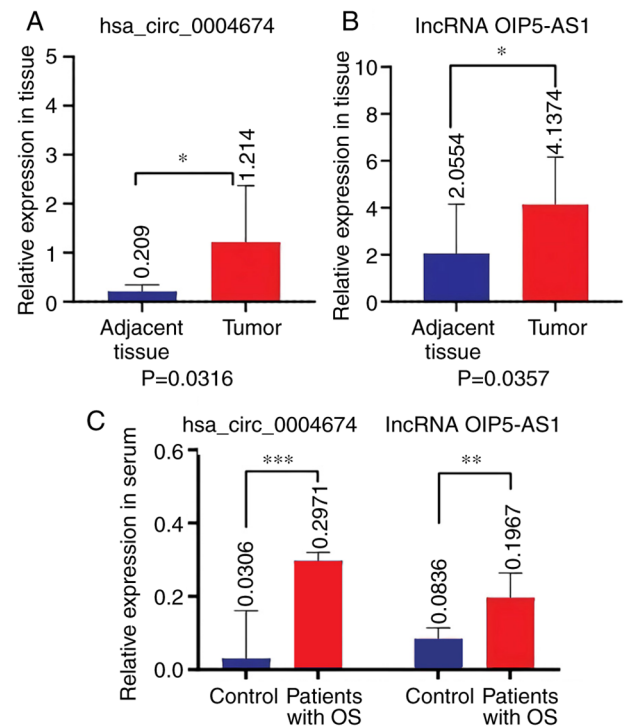 A
hsa_circ_0004674
Relative expression in tissue
5
4
3
2
1
0
*
0.209
1.214
Adjacent
tissue
Tumor
P=0.0316
B
lncRNA OIP5-AS1
Relative expression in tissue
10
8
6
4
2
0
*
2.0554
4.1374
Adjacent
tissue
Tumor
P=0.0357
C
hsa_circ_0004674
lncRNA OIP5-AS1
Relative expression in serum
0.6
0.4
0.2
0.0
***
**
0.0306
0.2971
0.0836
0.1967
Control
Patients
with OS
Control
Patients
with OS